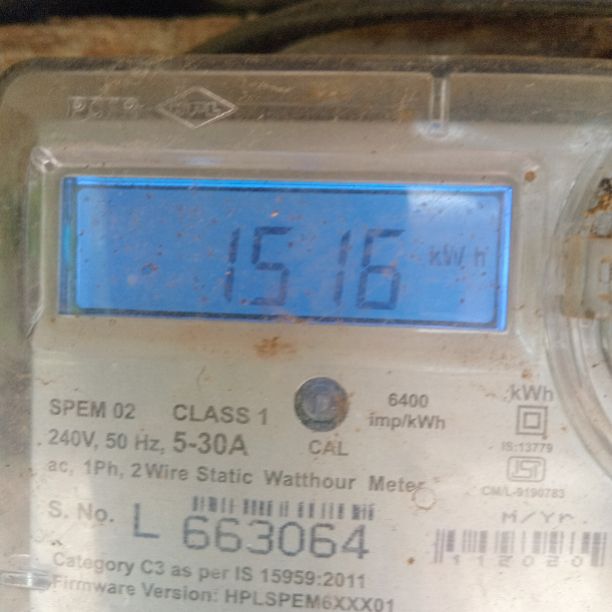 1516 kWh
SPEM 02 CLASS 1 6400 imp/kWh kWh
240V, 50 Hz, 5-30A CAL IS:13779
ac, 1Ph, 2Wire Static Watthour Meter CM/L-9190783
S. No. L 663064 M/Yr.
112020
Category C3 as per IS 15959:2011
Firmware Version: HPLSPEM6XXX01